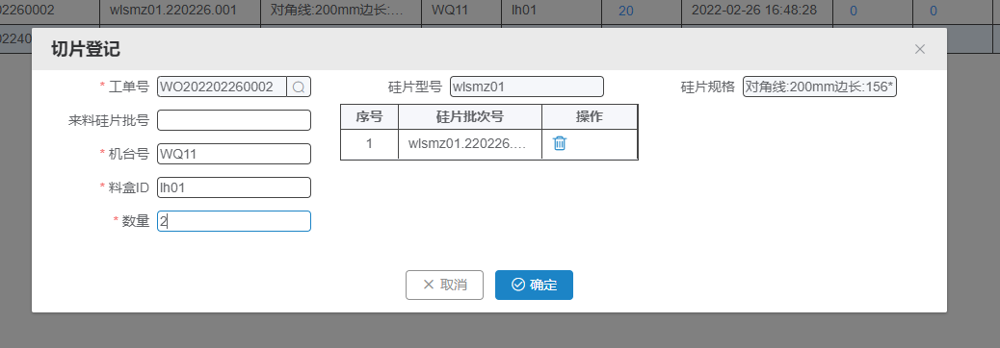 02260002 wlsmz01.220226.001 对角线:200mm边长:... WQ11 lh01 20 2022-02-26 16:48:28 0 0
02240
切片登记
* 工单号 WO202202260002 硅片型号 wlsmz01 硅片规格 对角线:200mm边长:156*
来料硅片批号
序号 硅片批次号 操作
1 wlsmz01.220226....
* 机台号 WQ11
* 料盒ID lh01
* 数量 2
取消 确定